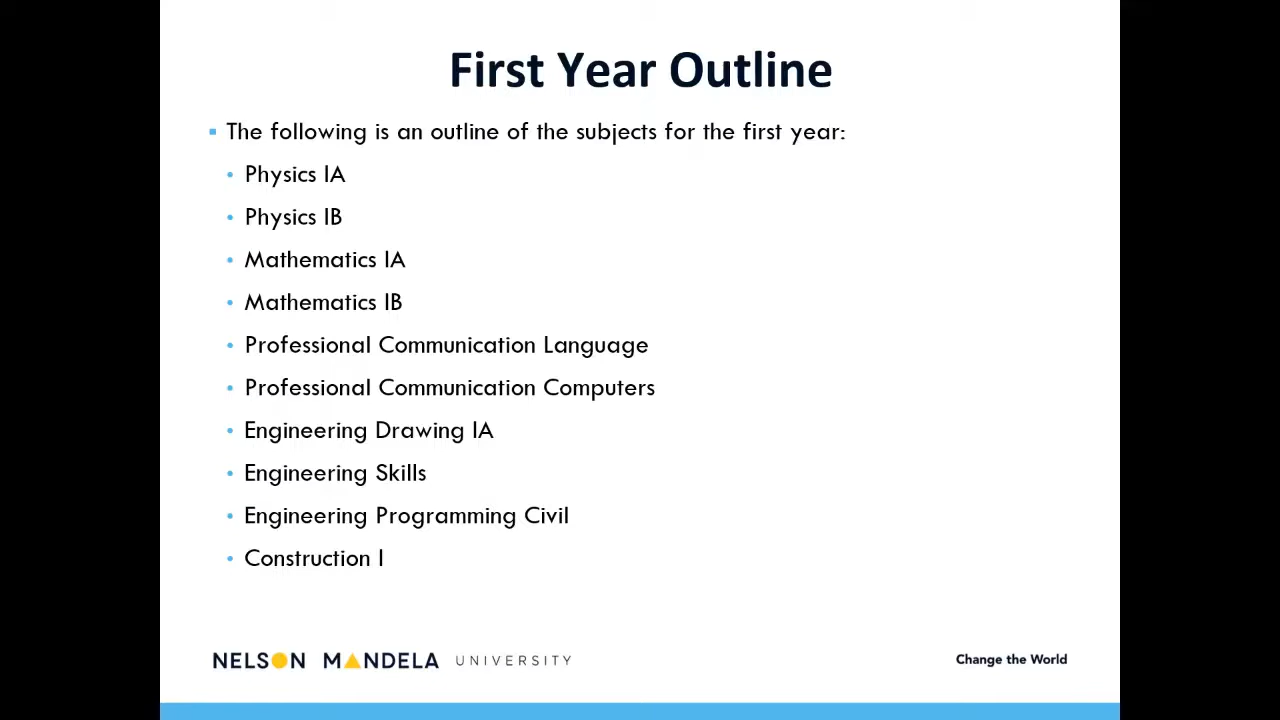 First Year Outline
The following is an outline of the subjects for the first year:
Physics IA
Physics IB
Mathematics IA
Mathematics IB
Professional Communication Language
Professional Communication Computers
Engineering Drawing IA
Engineering Skills
Engineering Programming Civil
Construction I
NELSON MANDELA UNIVERSITY
Change the World